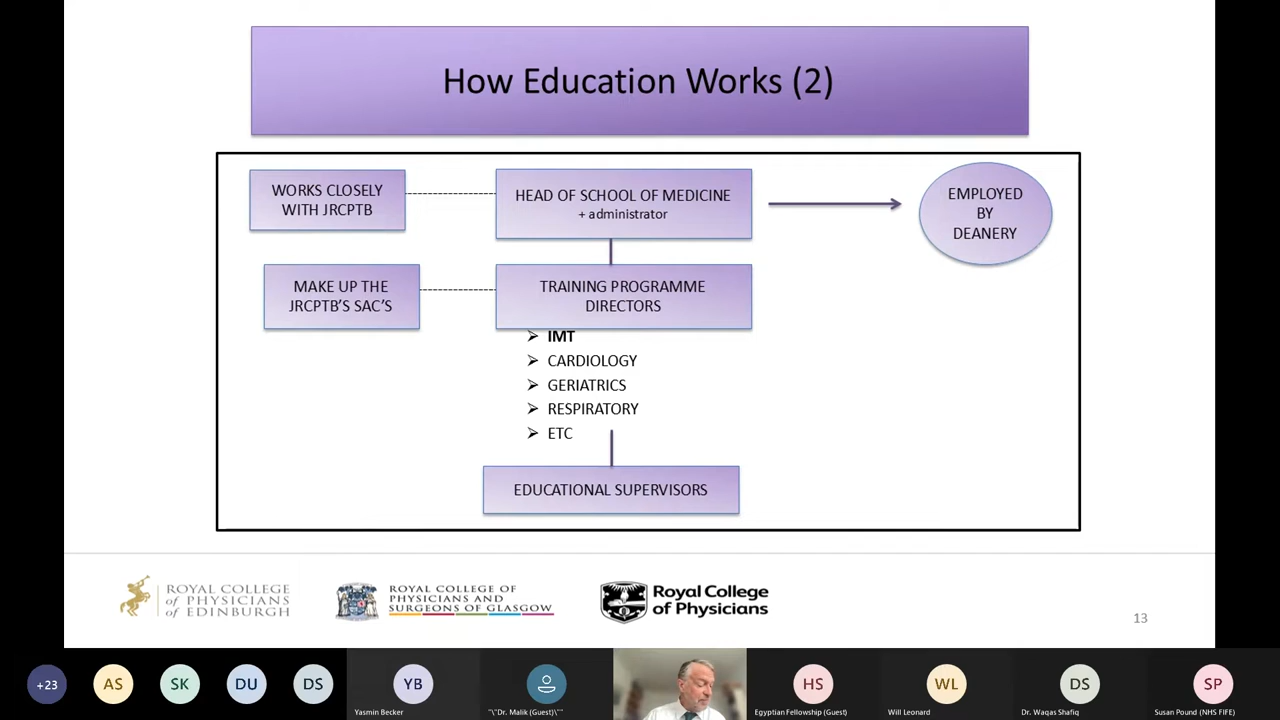 How Education Works (2)
WORKS CLOSELY
WITH JRCPTB
HEAD OF SCHOOL OF MEDICINE
+ administrator
EMPLOYED
BY
DEANERY
MAKE UP THE
JRCPTB'S SAC'S
TRAINING PROGRAMME
DIRECTORS
IMT
CARDIOLOGY
GERIATRICS
RESPIRATORY
ETC
EDUCATIONAL SUPERVISORS
ROYAL COLLEGE
of PHYSICIANS
of EDINBURGH
ROYAL COLLEGE OF
PHYSICIANS AND
SURGEONS OF GLASGOW
Royal College
of Physicians
13
+23
AS
SK
DU
DS
YB
HS
WL
DS
SP
Yasmin Becker
"\"Dr. Malik (Guest)\""
Egyptian Fellowship (Guest)
Will Leonard
Dr. Waqas Shafiq
Susan Pound (NHS FIFE)